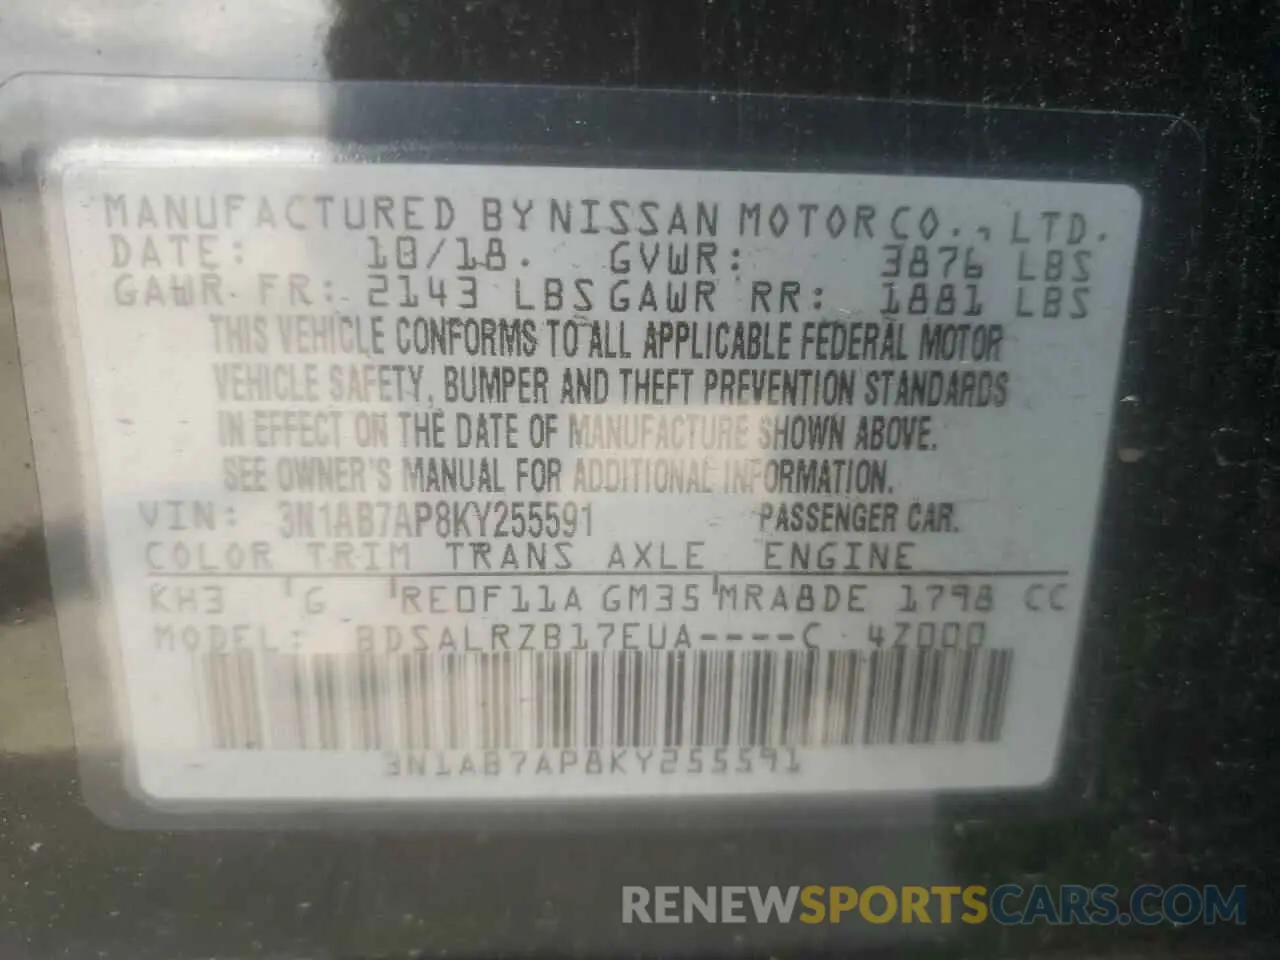 MANUFACTURED BY NISSAN MOTOR CO., LTD.
DATE: 10/18. GVWR: 3876 LBS
GAWR FR: 2143 LBS GAWR RR: 1881 LBS
THIS VEHICLE CONFORMS TO ALL APPLICABLE FEDERAL MOTOR
VEHICLE SAFETY, BUMPER AND THEFT PREVENTION STANDARDS
IN EFFECT ON THE DATE OF MANUFACTURE SHOWN ABOVE.
SEE OWNER'S MANUAL FOR ADDITIONAL INFORMATION.
VIN: 3N1AB7AP8KY255591 PASSENGER CAR.
COLOR TRIM TRANS AXLE ENGINE
KH3 G RE0F11A GM35 MRA8DE 1798 CC
MODEL: BDSALRZB17EUA----C 4Z000
3N1AB7AP8KY255591
RENEWSPORTSCARS.COM